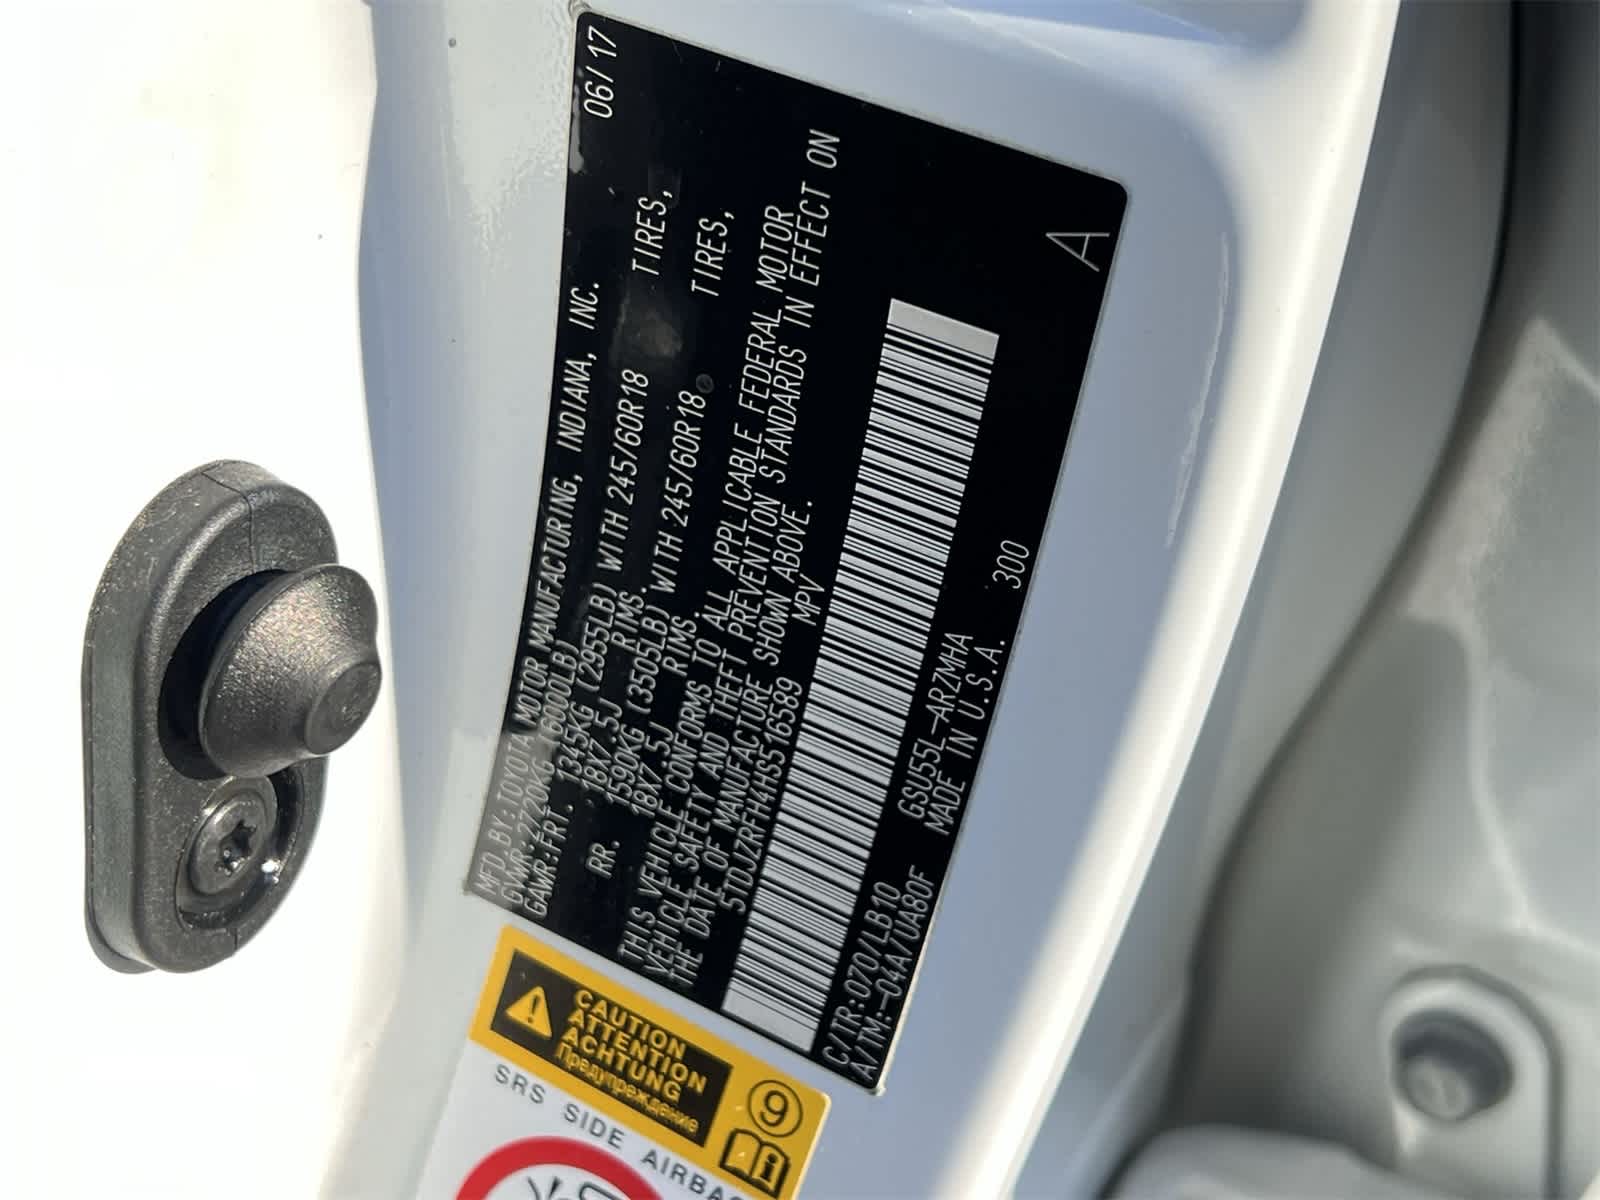 MFD. BY: TOYOTA MOTOR MANUFACTURING, INDIANA, INC. 06/17
GVWR: 2720KG (6000LB)
GAWR: FRT. 1345KG (2955LB) WITH 245/60R18 TIRES,
18X7.5J RIMS.
RR. 1590KG (3505LB) WITH 245/60R18 TIRES,
18X7.5J RIMS.
THIS VEHICLE CONFORMS TO ALL APPLICABLE FEDERAL MOTOR
VEHICLE SAFETY AND THEFT PREVENTION STANDARDS IN EFFECT ON
THE DATE OF MANUFACTURE SHOWN ABOVE.
5TDJZRFH4HS516589 MPV
C/TR: 070/LB10 GSU55L-ARZMHA 300
A/TM: -04A/UA80F MADE IN U.S.A. A
CAUTION
ATTENTION
ACHTUNG
Предупреждение
9
i
SRS SIDE AIRBAG